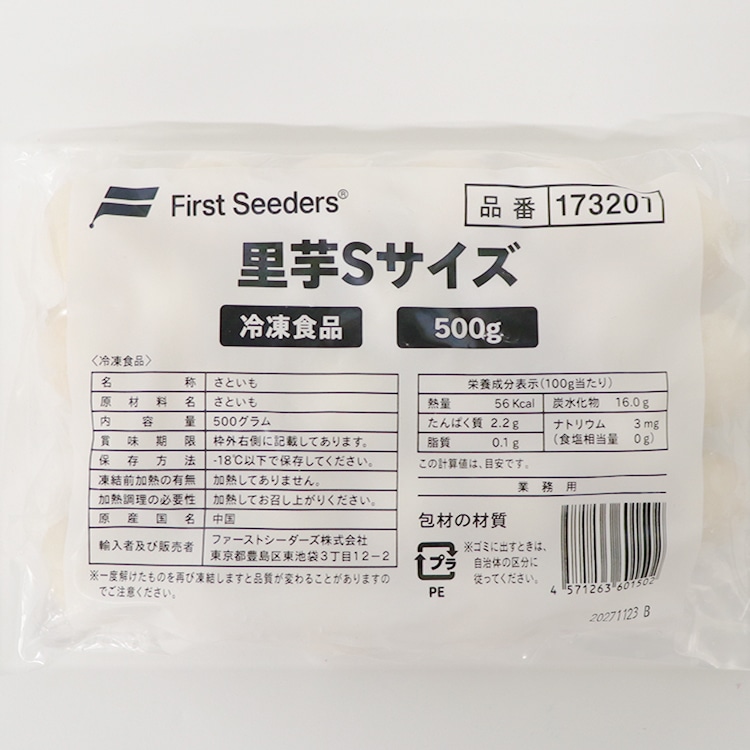 First Seeders®
品番 173201
里芋Sサイズ
冷凍食品 500g
〈冷凍食品〉
名称 さといも
原材料名 さといも
内容量 500グラム
賞味期限 枠外右側に記載してあります。
保存方法 -18℃以下で保存してください。
凍結前加熱の有無 加熱してありません。
加熱調理の必要性 加熱してお召し上がりください。
原産国名 中国
輸入者及び販売者 ファーストシーダーズ株式会社
東京都豊島区東池袋3丁目12-2
※一度解けたものを再び凍結しますと品質が変わることがありますの
でご注意ください。
栄養成分表示(100g当たり)
熱量 56Kcal 炭水化物 16.0g
たんぱく質 2.2g ナトリウム 3mg
脂質 0.1g (食塩相当量 0g)
この計算値は、目安です。
業務用
包材の材質
プラ
PE
※ゴミに出すときは、
自治体の区分に
従ってください。
4 571263 601502
20271123 B